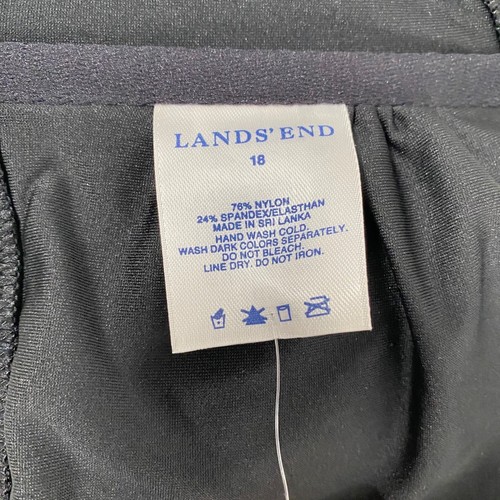 LANDS' END
18
76% NYLON
24% SPANDEX/ELASTHAN
MADE IN SRI LANKA
HAND WASH COLD.
WASH DARK COLORS SEPARATELY.
DO NOT BLEACH.
LINE DRY. DO NOT IRON.